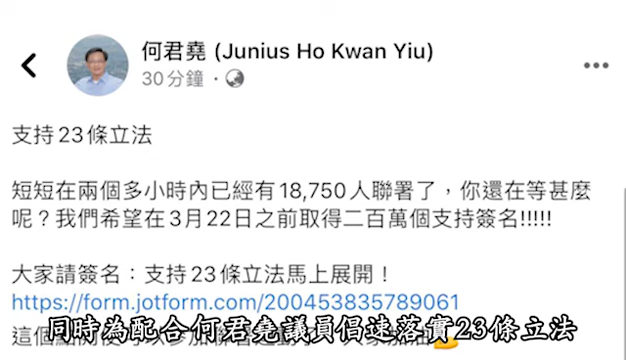 何君堯 (Junius Ho Kwan Yiu)
30分鐘 ·
支持23條立法
短短在兩個多小時內已經有18,750人聯署了，你還在等甚麼
呢？我們希望在3月22日之前取得二百萬個支持簽名!!!!!
大家請簽名：支持23條立法馬上展開！
https://form.jotform.com/200453835789061
同時為配合何君堯議員倡速落實23條立法